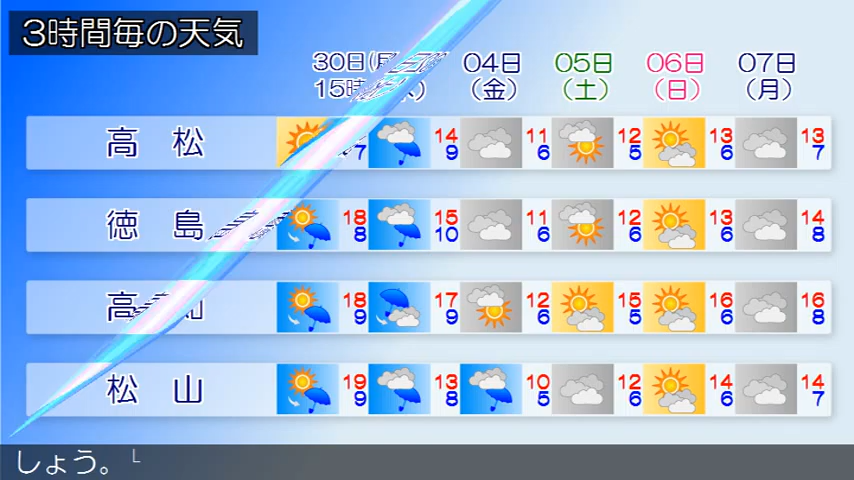 3時間毎の天気
30日(月
15時
04日 05日 06日 07日
(金) (土) (日) (月)
高松 7 14 9 11 6 12 5 13 6 13 7
徳島 18 8 15 10 11 6 12 6 13 6 14 8
高 18 9 17 9 12 6 15 5 16 6 16 8
松山 19 9 13 8 10 5 12 6 14 6 14 7
しょう。└